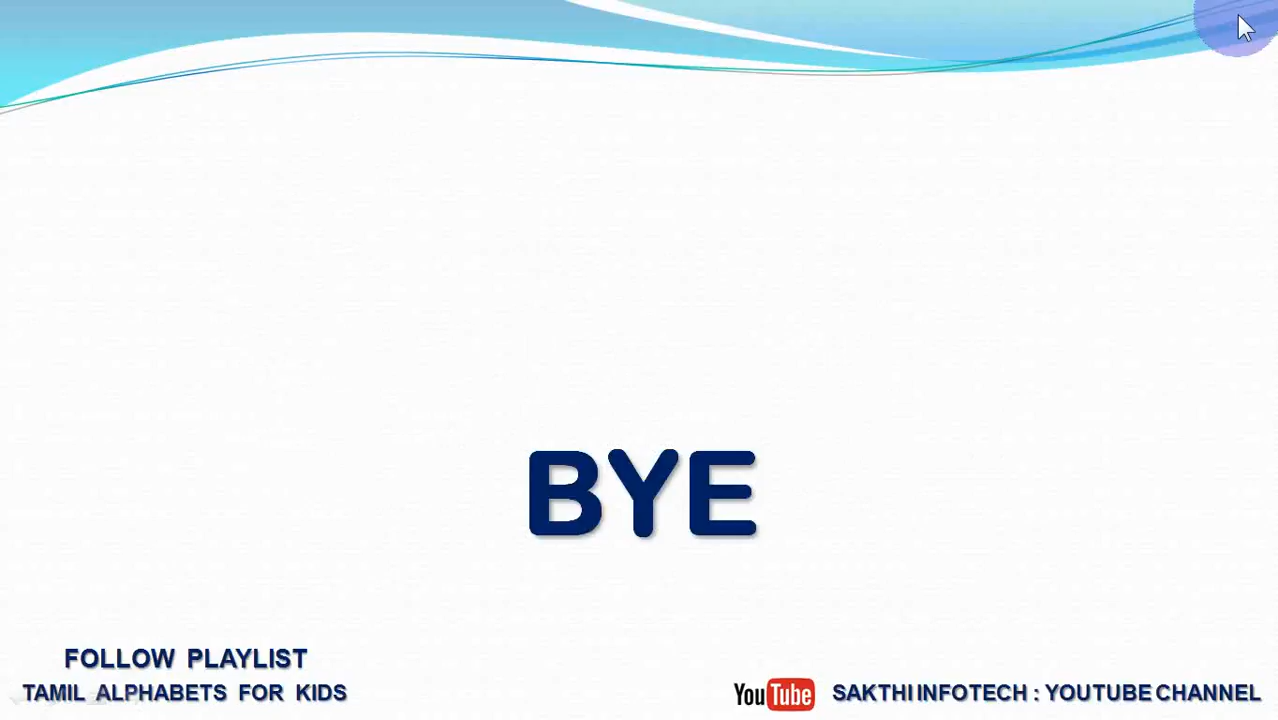 BYE
FOLLOW PLAYLIST
TAMIL ALPHABETS FOR KIDS
YouTube SAKTHI INFOTECH : YOUTUBE CHANNEL